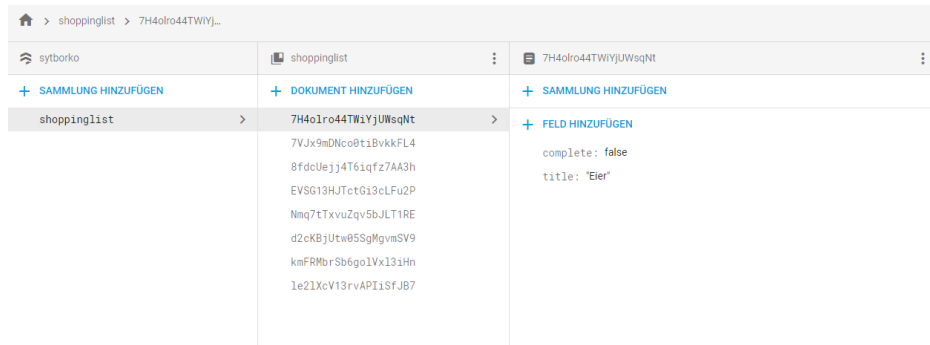 shoppinglist > 7H4olro44TWiYj...
sytborko
shoppinglist
7H4olro44TWiYjUWsqNt
+ SAMMLUNG HINZUFÜGEN
+ DOKUMENT HINZUFÜGEN
+ SAMMLUNG HINZUFÜGEN
shoppinglist
7H4olro44TWiYjUWsqNt
7VJx9mDNco0tiBvkkFL4
8fdcUejj4T6iqfz7AA3h
EVSG13HJTctGi3cLFu2P
Nmq7tTxvuZqv5bJLT1RE
d2cKBjUtw05SgMgvmSV9
kmFRMbrSb6golVxl3iHn
le2lXcV13rvAPIiSfJB7
+ FELD HINZUFÜGEN
complete: false
title: "Eier"